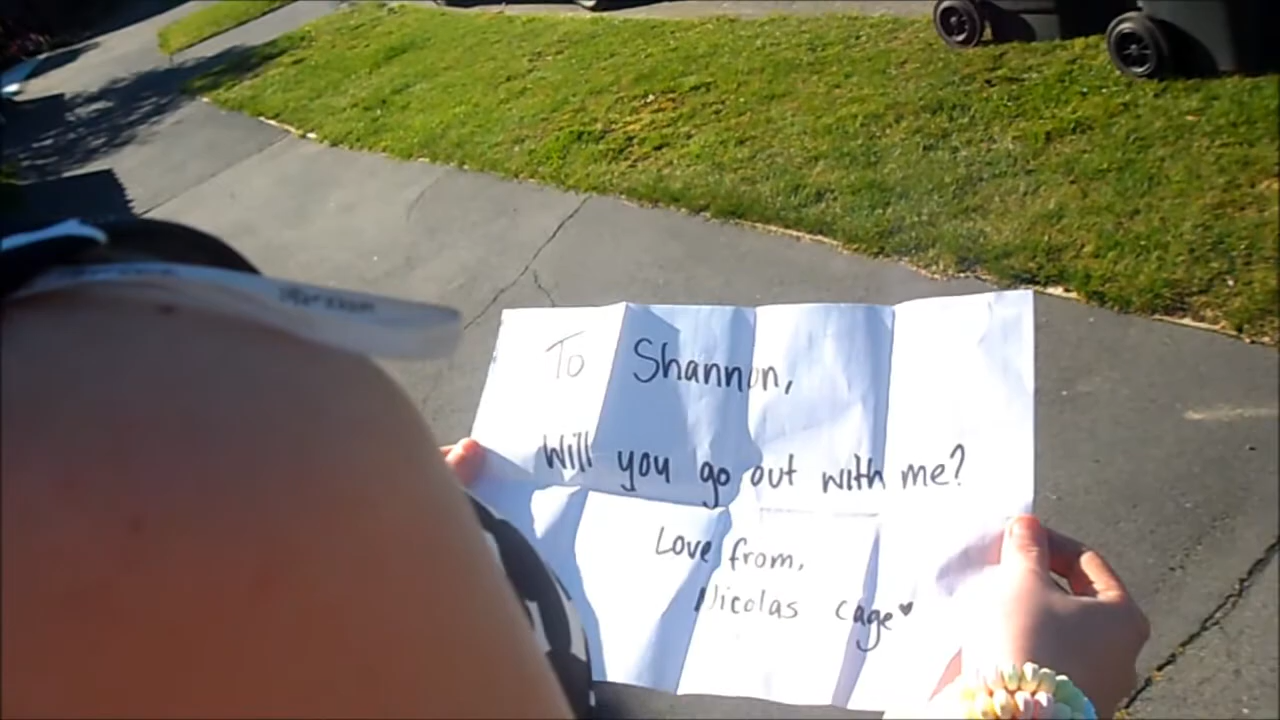 To Shannon,
Will you go out with me?
Love from,
Nicolas Cage♥